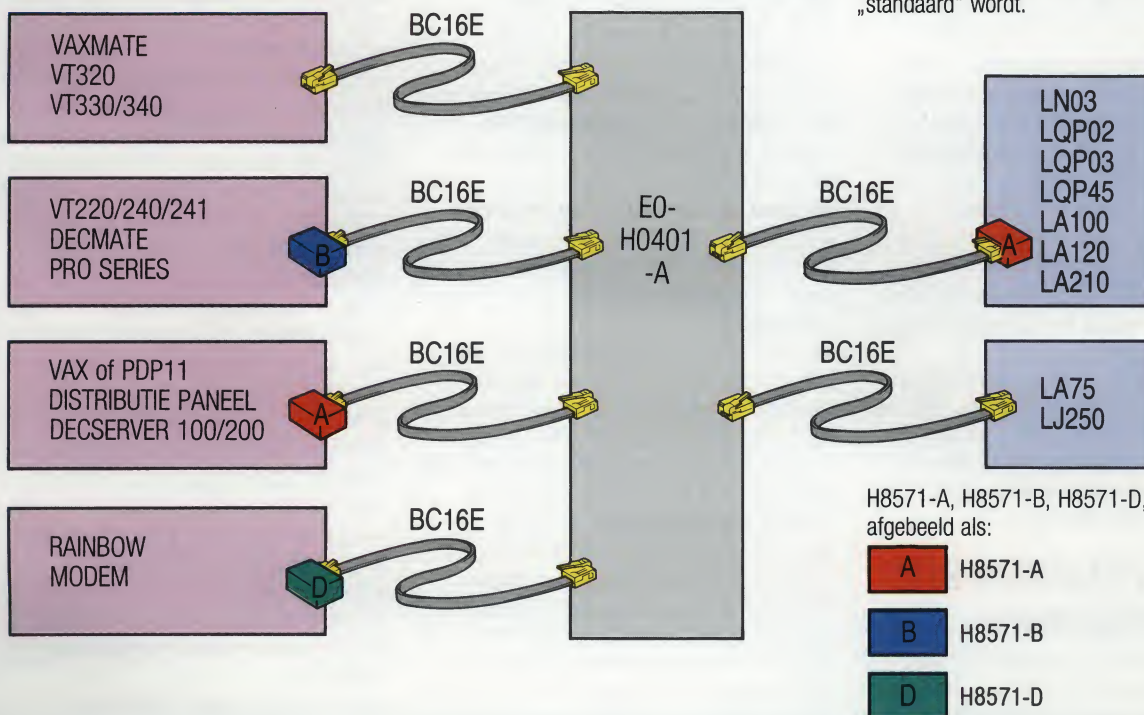 „standaard” wordt.
VAXMATE
VT320
VT330/340
BC16E
VT220/240/241
DECMATE
PRO SERIES
B
BC16E
VAX of PDP11
DISTRIBUTIE PANEEL
DECSERVER 100/200
A
BC16E
RAINBOW
MODEM
D
BC16E
E0-
H0401
-A
BC16E
A
LN03
LQP02
LQP03
LQP45
LA100
LA120
LA210
BC16E
LA75
LJ250
H8571-A, H8571-B, H8571-D,
afgebeeld als:
A H8571-A
B H8571-B
D H8571-D